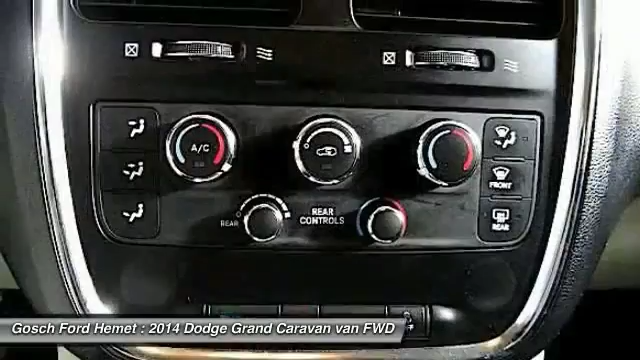 A/C
FRONT
REAR
REAR
CONTROLS
REAR
Gosch Ford Hemet : 2014 Dodge Grand Caravan van FWD